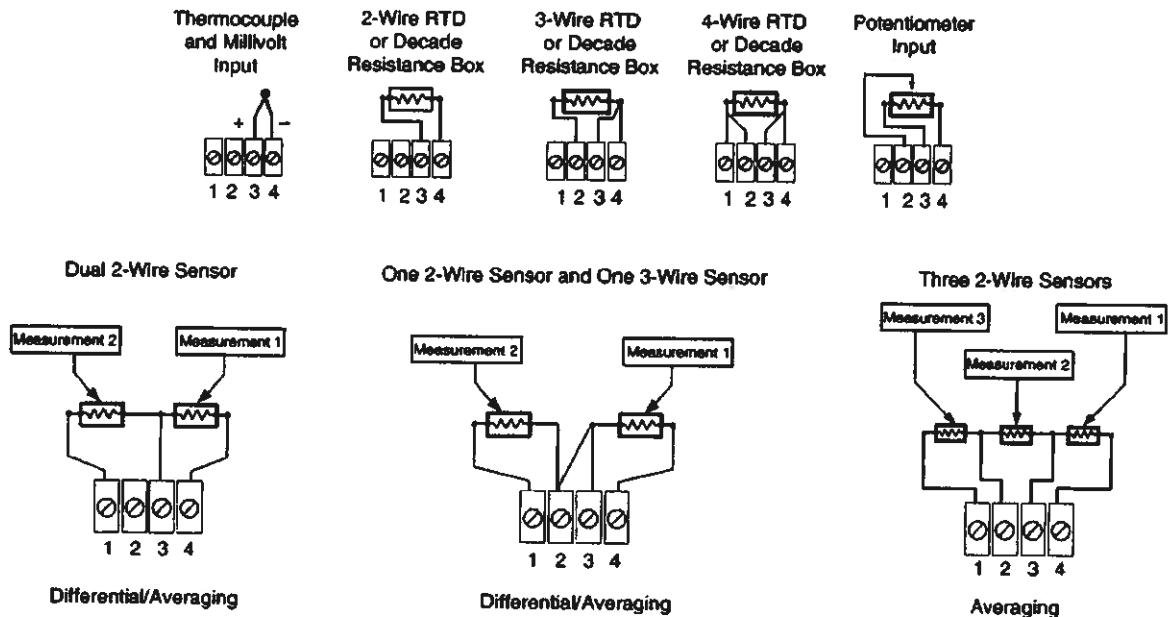 Thermocouple
and Millivolt
Input
2-Wire RTD
or Decade
Resistance Box
3-Wire RTD
or Decade
Resistance Box
4-Wire RTD
or Decade
Resistance Box
Potentiometer
Input
+ −
1 2 3 4
1 2 3 4
1 2 3 4
1 2 3 4
1 2 3 4
Dual 2-Wire Sensor
Measurement 2
Measurement 1
1 2 3 4
Differential/Averaging
One 2-Wire Sensor and One 3-Wire Sensor
Measurement 2
Measurement 1
1 2 3 4
Differential/Averaging
Three 2-Wire Sensors
Measurement 3
Measurement 1
Measurement 2
1 2 3 4
Averaging